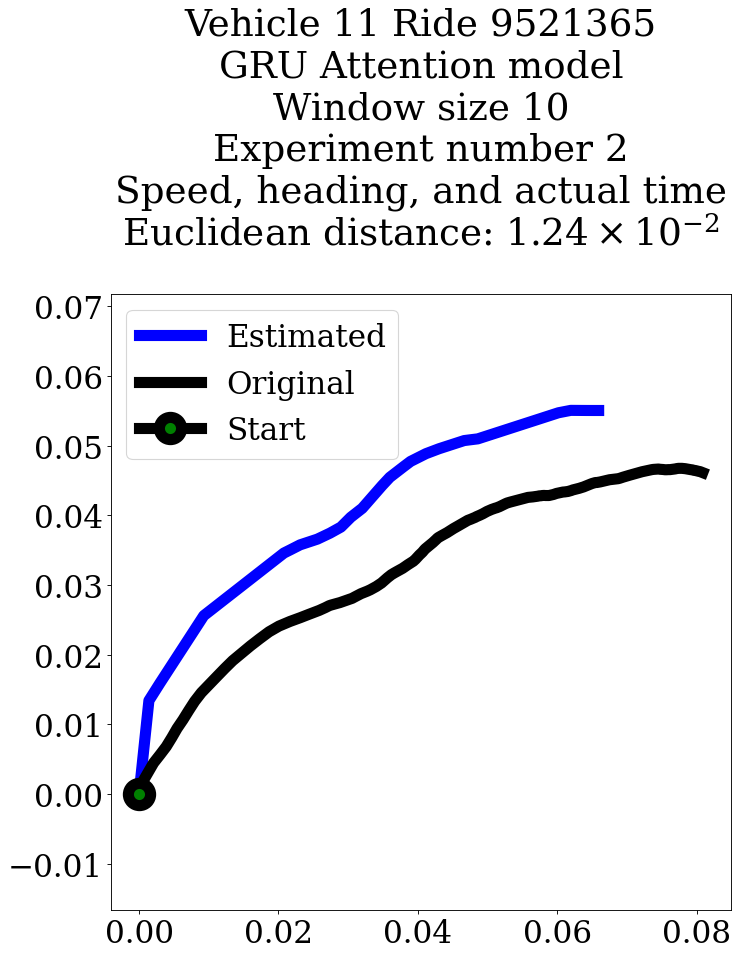 Vehicle 11 Ride 9521365
GRU Attention model
Window size 10
Experiment number 2
Speed, heading, and actual time
Euclidean distance: 1.24 × 10⁻²
0.07
0.06
0.05
0.04
0.03
0.02
0.01
0.00
−0.01
Estimated
Original
Start
0.00 0.02 0.04 0.06 0.08